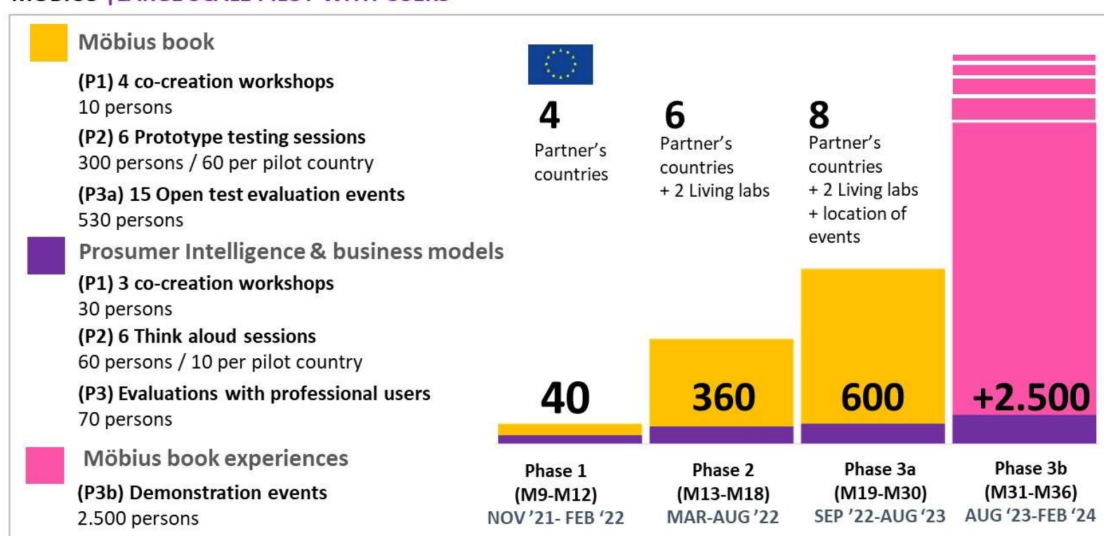 Möbius book
(P1) 4 co-creation workshops
10 persons
(P2) 6 Prototype testing sessions
300 persons / 60 per pilot country
(P3a) 15 Open test evaluation events
530 persons
Prosumer Intelligence & business models
(P1) 3 co-creation workshops
30 persons
(P2) 6 Think aloud sessions
60 persons / 10 per pilot country
(P3) Evaluations with professional users
70 persons
Möbius book experiences
(P3b) Demonstration events
2.500 persons
4
Partner's
countries
6
Partner's
countries
+ 2 Living labs
8
Partner's
countries
+ 2 Living labs
+ location of
events
40
360
600
+2.500
Phase 1
(M9-M12)
NOV '21- FEB '22
Phase 2
(M13-M18)
MAR-AUG '22
Phase 3a
(M19-M30)
SEP '22-AUG '23
Phase 3b
(M31-M36)
AUG '23-FEB '24